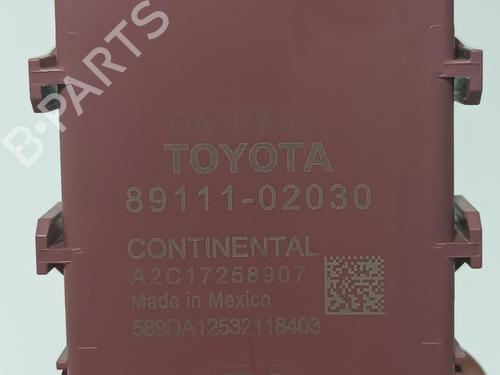 B-PARTS
GATEWAY
TOYOTA
89111-02030
CONTINENTAL
A2C17258907
Made in Mexico
589DA12532118403